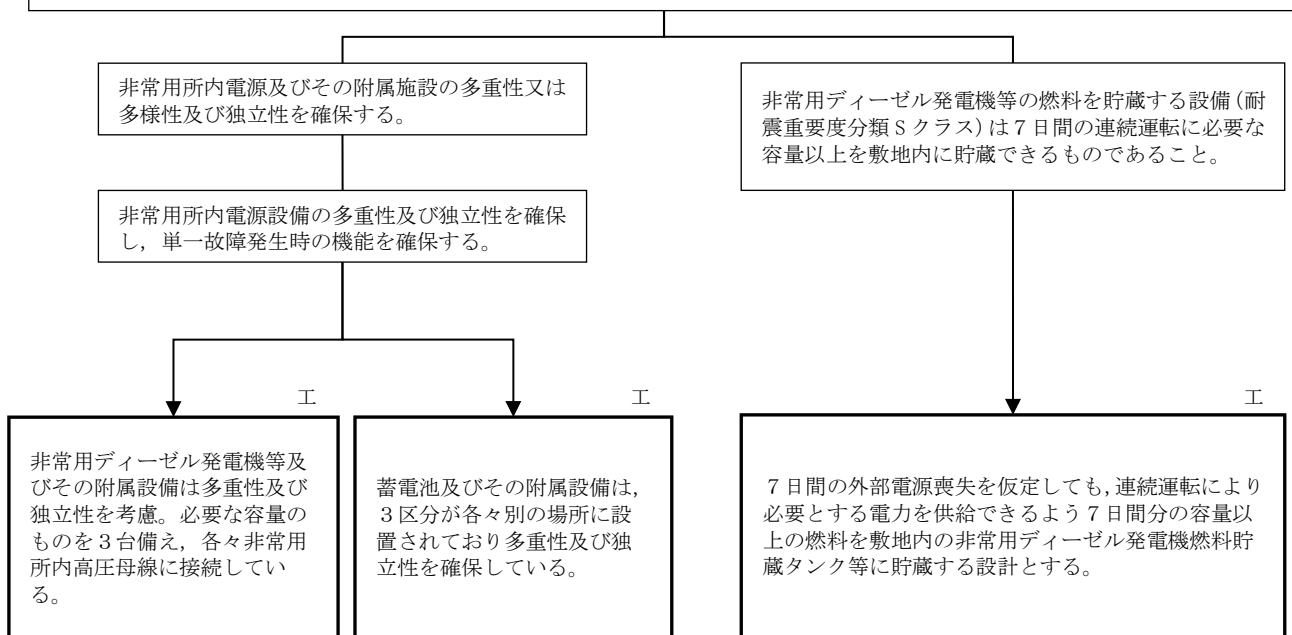 非常用所内電源及びその附属施設の多重性又は
多様性及び独立性を確保する。
非常用ディーゼル発電機等の燃料を貯蔵する設備(耐
震重要度分類Sクラス)は7日間の連続運転に必要な
容量以上を敷地内に貯蔵できるものであること。
非常用所内電源設備の多重性及び独立性を確保
し，単一故障発生時の機能を確保する。
工
工
工
非常用ディーゼル発電機等及
びその附属設備は多重性及び
独立性を考慮。必要な容量の
ものを3台備え，各々非常用
所内高圧母線に接続してい
る。
蓄電池及びその附属設備は，
3区分が各々別の場所に設
置されており多重性及び独
立性を確保している。
7日間の外部電源喪失を仮定しても，連続運転により
必要とする電力を供給できるよう7日間分の容量以
上の燃料を敷地内の非常用ディーゼル発電機燃料貯
蔵タンク等に貯蔵する設計とする。